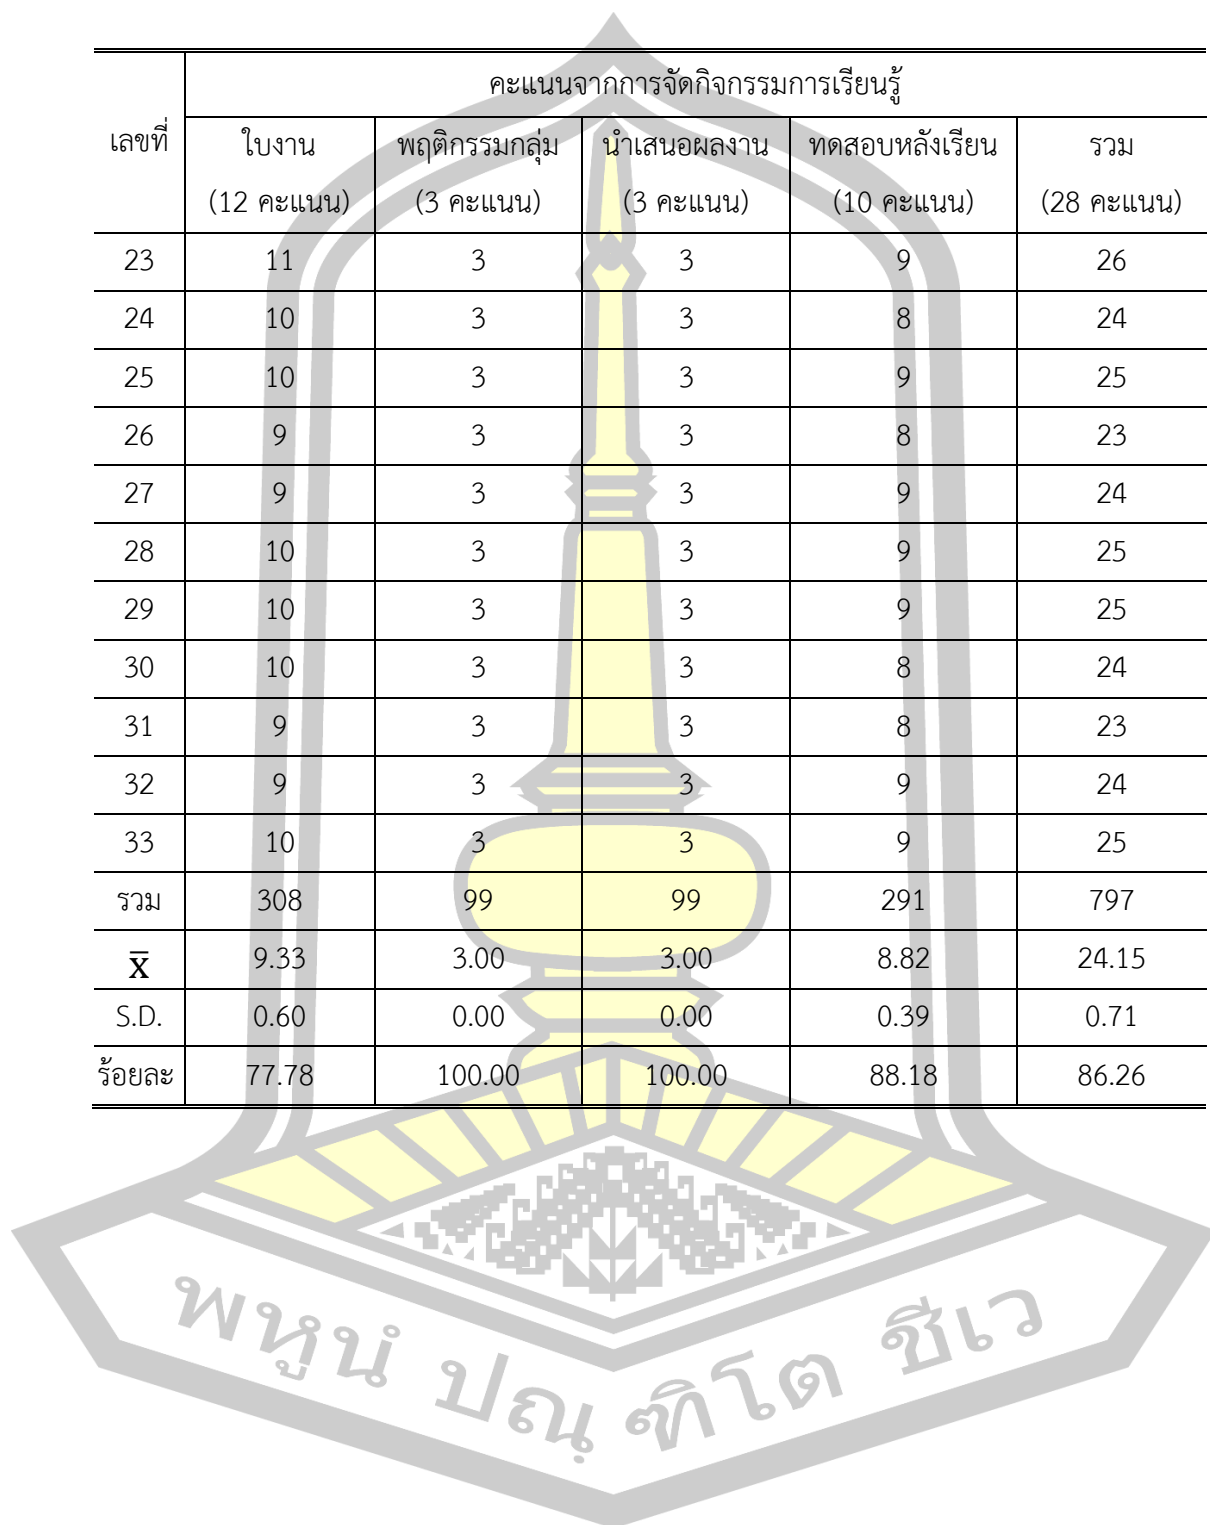 คะแนนจากการจัดกิจกรรมการเรียนรู้
เลขที่ ใบงาน พฤติกรรมกลุ่ม นำเสนอผลงาน ทดสอบหลังเรียน รวม
(12 คะแนน) (3 คะแนน) (3 คะแนน) (10 คะแนน) (28 คะแนน)
23 11 3 3 9 26
24 10 3 3 8 24
25 10 3 3 9 25
26 9 3 3 8 23
27 9 3 3 9 24
28 10 3 3 9 25
29 10 3 3 9 25
30 10 3 3 8 24
31 9 3 3 8 23
32 9 3 3 9 24
33 10 3 3 9 25
รวม 308 99 99 291 797
x̅ 9.33 3.00 3.00 8.82 24.15
S.D. 0.60 0.00 0.00 0.39 0.71
ร้อยละ 77.78 100.00 100.00 88.18 86.26
พหูนํ ปณฺฑิโต ชีเว